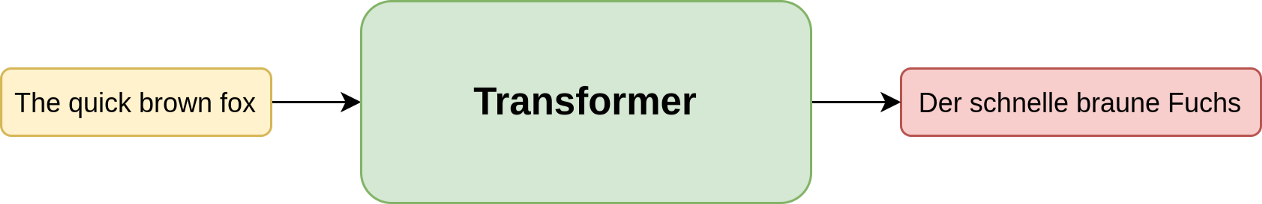 The quick brown fox
Transformer
Der schnelle braune Fuchs